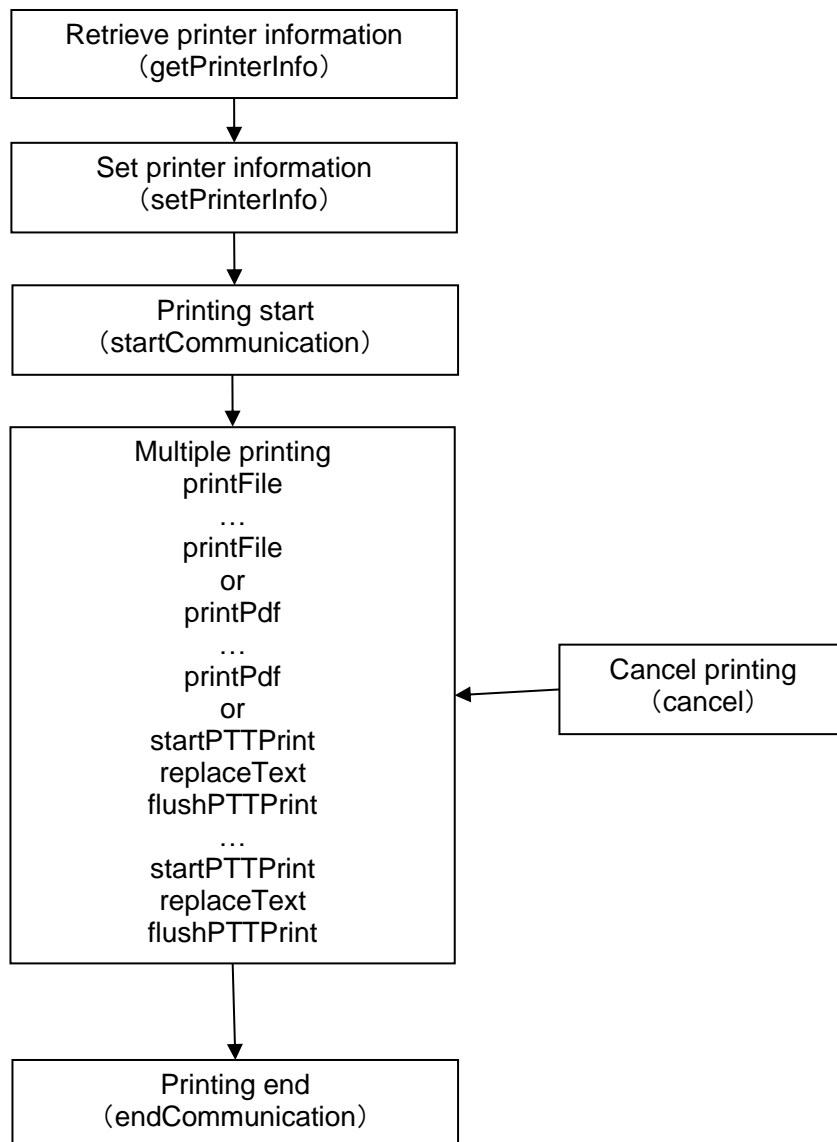 Retrieve printer information
（getPrinterInfo）
Set printer information
（setPrinterInfo）
Printing start
（startCommunication）
Multiple printing
printFile
…
printFile
or
printPdf
…
printPdf
or
startPTTPrint
replaceText
flushPTTPrint
…
startPTTPrint
replaceText
flushPTTPrint
Cancel printing
（cancel）
Printing end
（endCommunication）